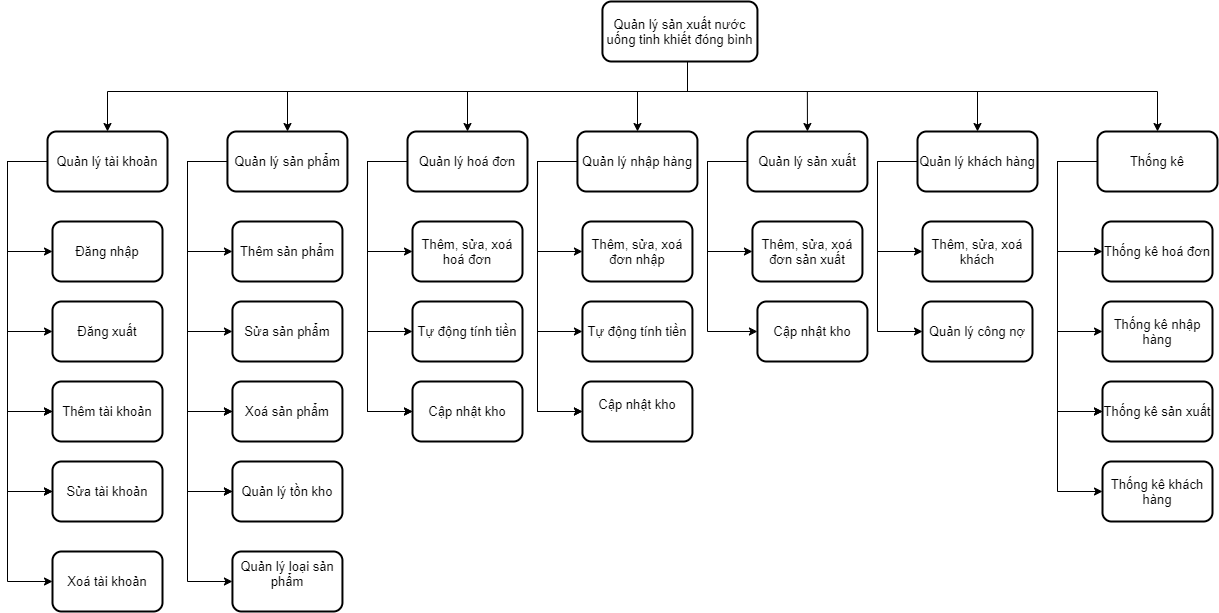 Quản lý sản xuất nước
uống tinh khiết đóng bình
Quản lý tài khoản
Đăng nhập
Đăng xuất
Thêm tài khoản
Sửa tài khoản
Xoá tài khoản
Quản lý sản phẩm
Thêm sản phẩm
Sửa sản phẩm
Xoá sản phẩm
Quản lý tồn kho
Quản lý loại sản
phẩm
Quản lý hoá đơn
Thêm, sửa, xoá
hoá đơn
Tự động tính tiền
Cập nhật kho
Quản lý nhập hàng
Thêm, sửa, xoá
đơn nhập
Tự động tính tiền
Cập nhật kho
Quản lý sản xuất
Thêm, sửa, xoá
đơn sản xuất
Cập nhật kho
Quản lý khách hàng
Thêm, sửa, xoá
khách
Quản lý công nợ
Thống kê
Thống kê hoá đơn
Thống kê nhập
hàng
Thống kê sản xuất
Thống kê khách
hàng